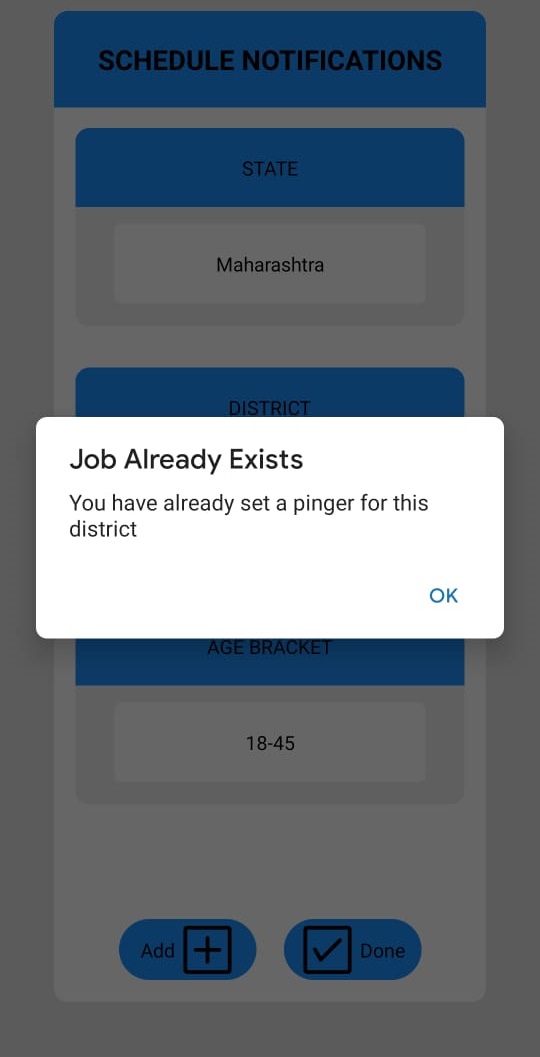 SCHEDULE NOTIFICATIONS
STATE
Maharashtra
DISTRICT
Job Already Exists
You have already set a pinger for this
district
OK
AGE BRACKET
18-45
Add
Done